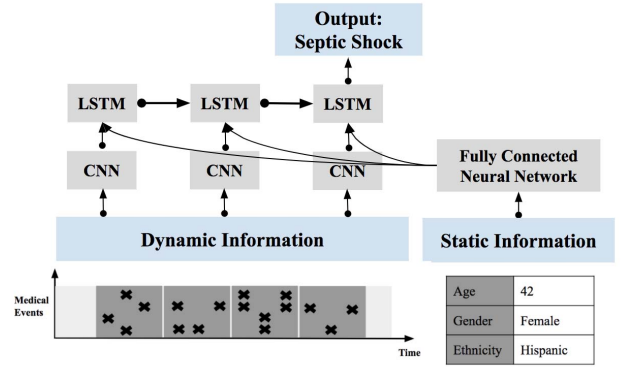 Output:
Septic Shock
LSTM
LSTM
LSTM
CNN
CNN
CNN
Fully Connected
Neural Network
Dynamic Information
Static Information
Medical
Events
Time
Age 42
Gender Female
Ethnicity Hispanic